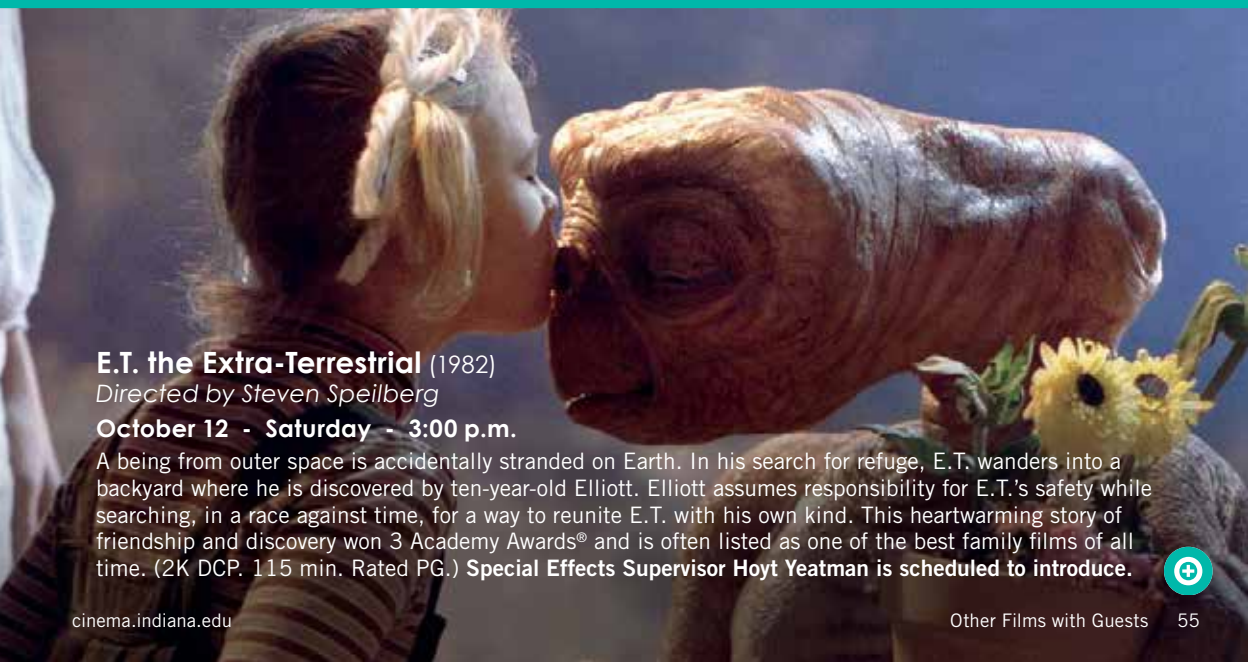 E.T. the Extra-Terrestrial (1982)
Directed by Steven Speilberg
October 12 - Saturday - 3:00 p.m.
A being from outer space is accidentally stranded on Earth. In his search for refuge, E.T. wanders into a
backyard where he is discovered by ten-year-old Elliott. Elliott assumes responsibility for E.T.'s safety while
searching, in a race against time, for a way to reunite E.T. with his own kind. This heartwarming story of
friendship and discovery won 3 Academy Awards® and is often listed as one of the best family films of all
time. (2K DCP. 115 min. Rated PG.) Special Effects Supervisor Hoyt Yeatman is scheduled to introduce.
cinema.indiana.edu
Other Films with Guests 55